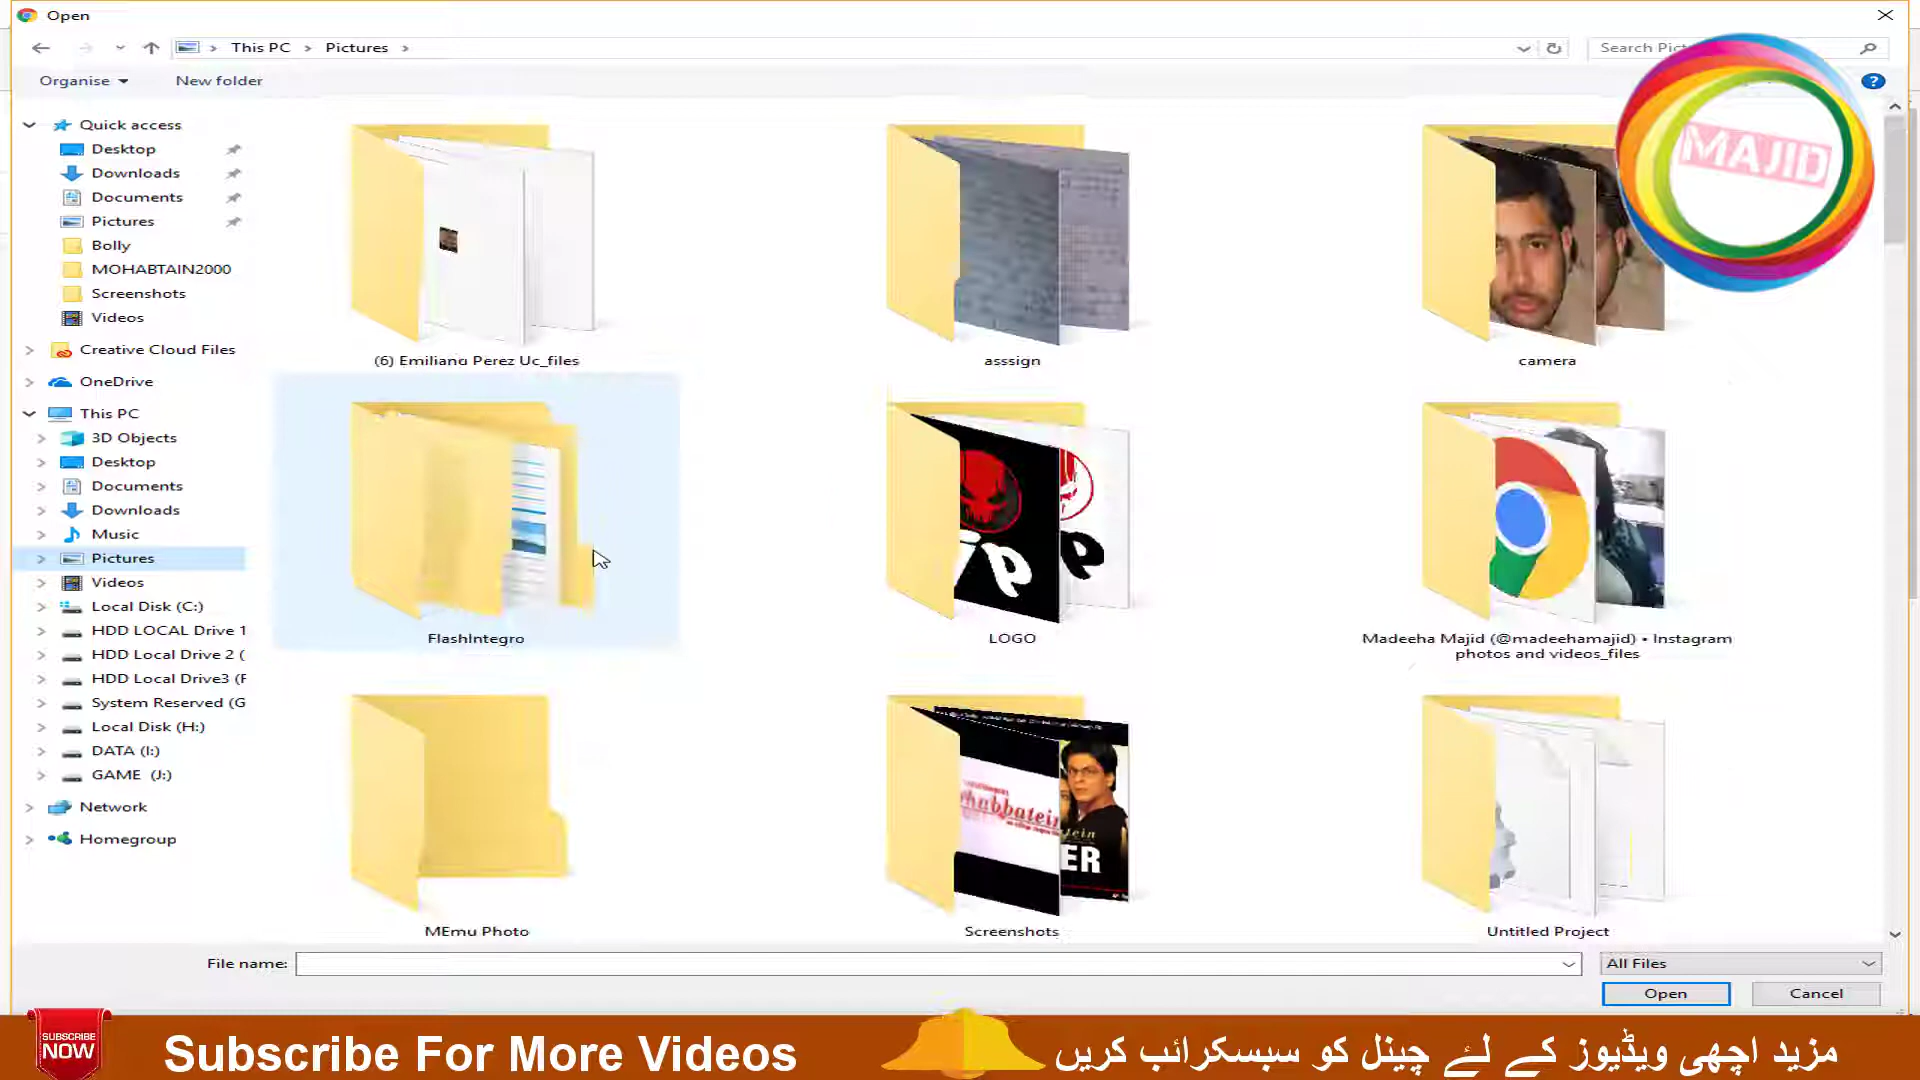 Open
This PC
Pictures
Search Pict
MAJID
Organise
New folder
Quick access
Desktop
Downloads
Documents
Pictures
Bolly
MOHABTAIN2000
Screenshots
Videos
Creative Cloud Files
OneDrive
This PC
3D Objects
Desktop
Documents
Downloads
Music
Pictures
Videos
Local Disk (C:)
HDD LOCAL Drive 1
HDD Local Drive 2 (
HDD Local Drive3 (F
System Reserved (G
Local Disk (H:)
DATA (I:)
GAME (J:)
Network
Homegroup
(6) Emiliano Perez Uc_files
asssign
camera
FlashIntegro
LOGO
Madeeha Majid (@madeehamajid) • Instagram
photos and videos_files
MEmu Photo
Screenshots
Untitled Project
File name:
All Files
Open
Cancel
SUBSCRIBE
NOW
Subscribe For More Videos
مزید اچھی ویڈیوز کے لئے چینل کو سبسکرائب کریں